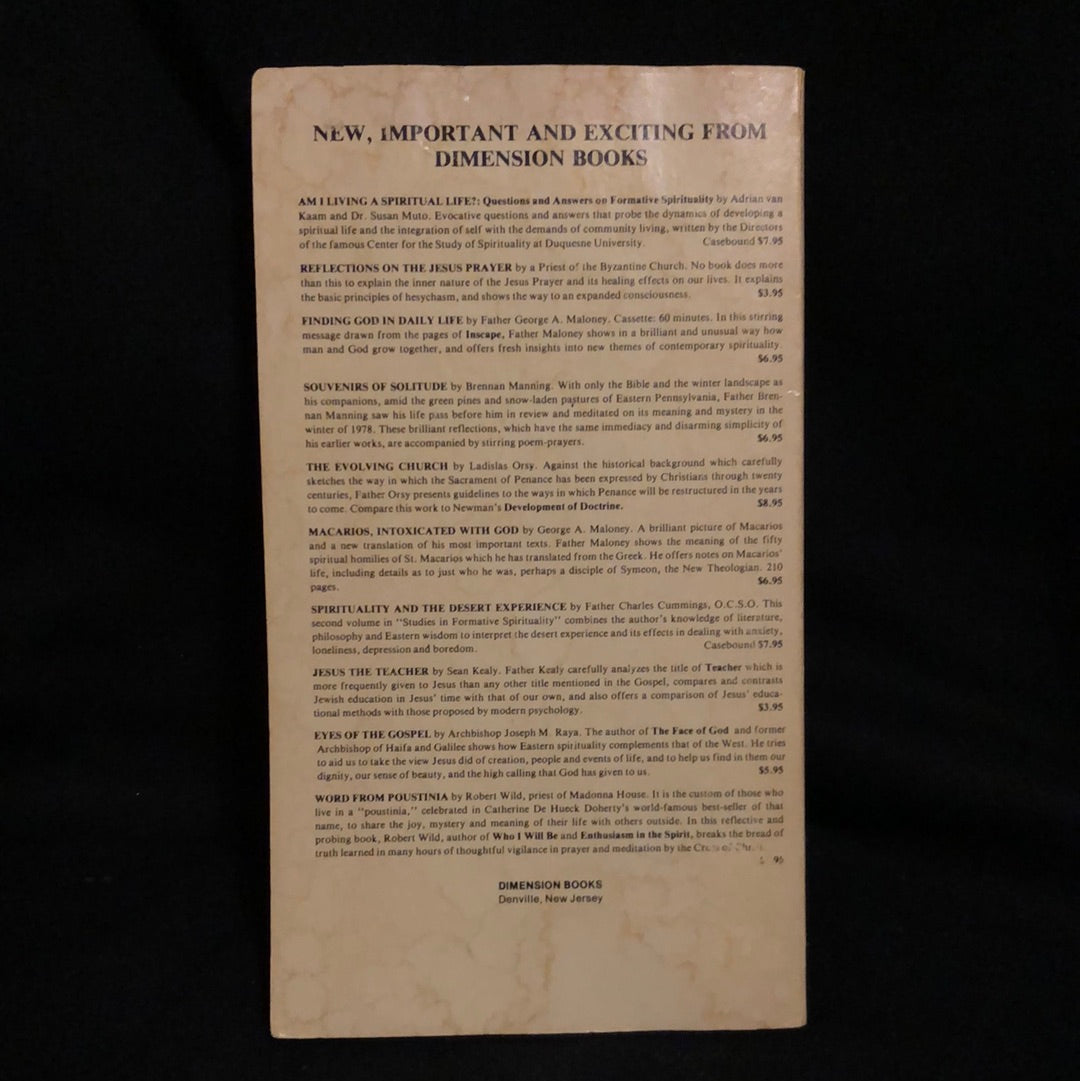 NEW, IMPORTANT AND EXCITING FROM
DIMENSION BOOKS
AM I LIVING A SPIRITUAL LIFE?: Questions and Answers on Formative Spirituality by Adrian van
Kaam and Dr. Susan Muto. Evocative questions and answers that probe the dynamics of developing a
spiritual life and the integration of self with the demands of community living, written by the Directors
of the famous Center for the Study of Spirituality at Duquesne University. Casebound $7.95
REFLECTIONS ON THE JESUS PRAYER by a Priest of the Byzantine Church. No book does more
than this to explain the inner nature of the Jesus Prayer and its healing effects on our lives. It explains
the basic principles of hesychasm, and shows the way to an expanded consciousness. $3.95
FINDING GOD IN DAILY LIFE by Father George A. Maloney. Cassette: 60 minutes. In this stirring
message drawn from the pages of Inscape, Father Maloney shows in a brilliant and unusual way how
man and God grow together, and offers fresh insights into new themes of contemporary spirituality.
$6.95
SOUVENIRS OF SOLITUDE by Brennan Manning. With only the Bible and the winter landscape as
his companions, amid the green pines and snow-laden pastures of Eastern Pennsylvania, Father Bren-
nan Manning saw his life pass before him in review and meditated on its meaning and mystery in the
winter of 1978. These brilliant reflections, which have the same immediacy and disarming simplicity of
his earlier works, are accompanied by stirring poem-prayers. $6.95
THE EVOLVING CHURCH by Ladislas Orsy. Against the historical background which carefully
sketches the way in which the Sacrament of Penance has been expressed by Christians through twenty
centuries, Father Orsy presents guidelines to the ways in which Penance will be restructured in the years
to come. Compare this work to Newman's Development of Doctrine. $8.95
MACARIOS, INTOXICATED WITH GOD by George A. Maloney. A brilliant picture of Macarios
and a new translation of his most important texts. Father Maloney shows the meaning of the fifty
spiritual homilies of St. Macarios which he has translated from the Greek. He offers notes on Macarios'
life, including details as to just who he was, perhaps a disciple of Symeon, the New Theologian. 210
pages. $6.95
SPIRITUALITY AND THE DESERT EXPERIENCE by Father Charles Cummings, O.C.S.O. This
second volume in "Studies in Formative Spirituality" combines the author's knowledge of literature,
philosophy and Eastern wisdom to interpret the desert experience and its effects in dealing with anxiety,
loneliness, depression and boredom. Casebound $7.95
JESUS THE TEACHER by Sean Kealy. Father Kealy carefully analyzes the title of Teacher which is
more frequently given to Jesus than any other title mentioned in the Gospel, compares and contrasts
Jewish education in Jesus' time with that of our own, and also offers a comparison of Jesus' educa-
tional methods with those proposed by modern psychology. $3.95
EYES OF THE GOSPEL by Archbishop Joseph M. Raya. The author of The Face of God and former
Archbishop of Haifa and Galilee shows how Eastern spirituality complements that of the West. He tries
to aid us to take the view Jesus did of creation, people and events of life, and to help us find in them our
dignity, our sense of beauty, and the high calling that God has given to us. $5.95
WORD FROM POUSTINIA by Robert Wild, priest of Madonna House. It is the custom of those who
live in a "poustinia," celebrated in Catherine De Hueck Doherty's world-famous best-seller of that
name, to share the joy, mystery and meaning of their life with others outside. In this reflective and
probing book, Robert Wild, author of Who I Will Be and Enthusiasm in the Spirit, breaks the bread of
truth learned in many hours of thoughtful vigilance in prayer and meditation by the
DIMENSION BOOKS
Denville, New Jersey